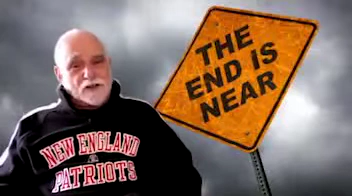 THE
END IS
NEAR
NEW ENGLAND
PATRIOTS